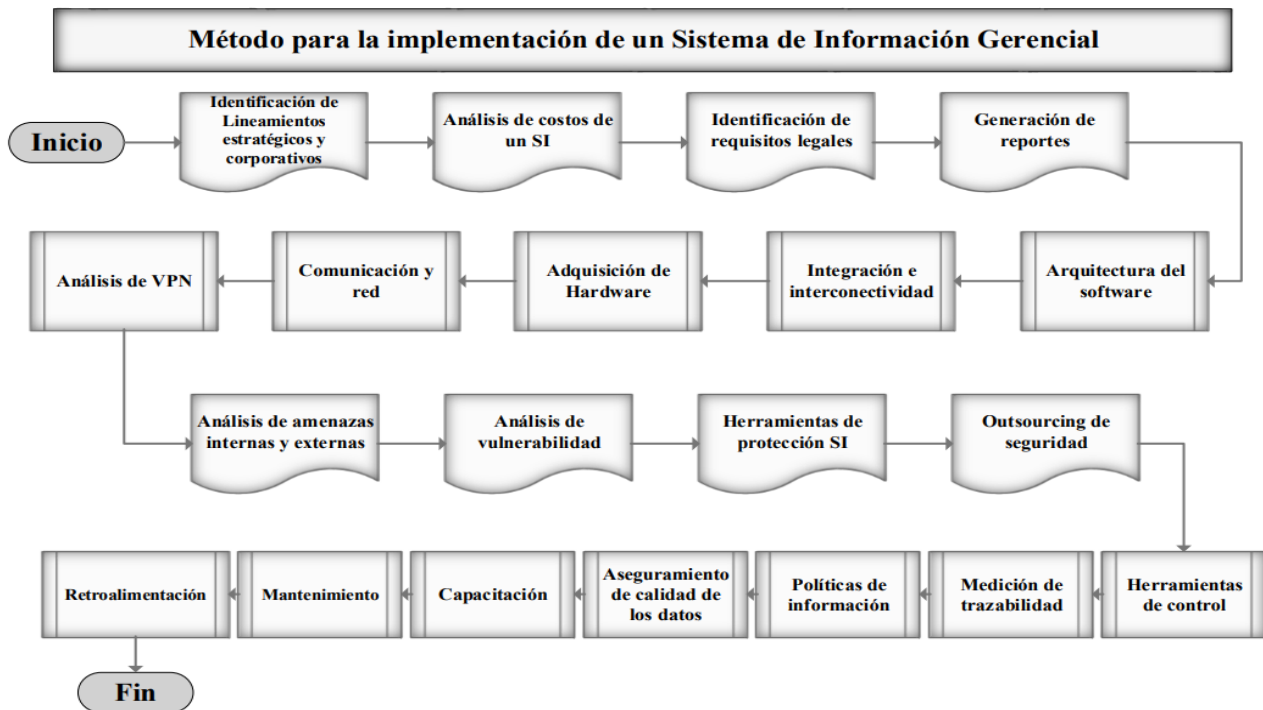 Método para la implementación de un Sistema de Información Gerencial
Inicio
Identificación de
Lineamientos
estratégicos y
corporativos
Análisis de costos de
un SI
Identificación de
requisitos legales
Generación de
reportes
Arquitectura del
software
Integración e
interconectividad
Adquisición de
Hardware
Comunicación y
red
Análisis de VPN
Análisis de amenazas
internas y externas
Análisis de
vulnerabilidad
Herramientas de
protección SI
Outsourcing de
seguridad
Herramientas
de control
Medición de
trazabilidad
Políticas de
información
Aseguramiento
de calidad de
los datos
Capacitación
Mantenimiento
Retroalimentación
Fin